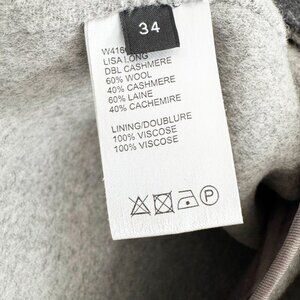 34
LISA LONG
DBL CASHMERE
60% WOOL
40% CASHMERE
60% LAINE
40% CACHEMIRE
LINING/DOUBLURE
100% VISCOSE
100% VISCOSE
P